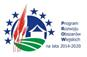 Program
Rozwoju
Obszarów
Wiejskich
na lata 2014-2020